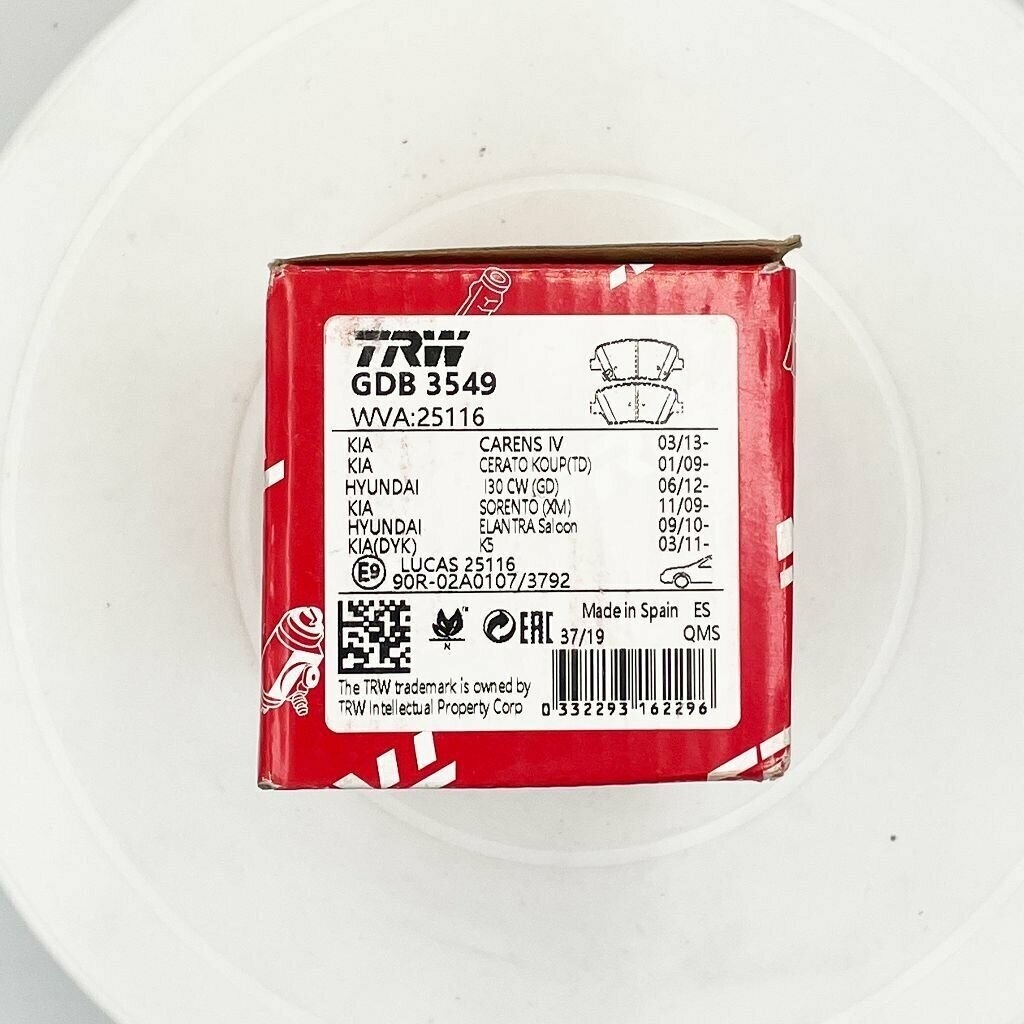 TRW
GDB 3549
WVA:25116
KIA CARENS IV 03/13-
KIA CERATO KOUP(TD) 01/09-
HYUNDAI I30 CW (GD) 06/12-
KIA SORENTO (XM) 11/09-
HYUNDAI ELANTRA Saloon 09/10-
KIA(DYK) K5 03/11-
E9 LUCAS 25116
90R-02A0107/3792
Made in Spain ES
N EAC 37/19 QMS
The TRW trademark is owned by
TRW Intellectual Property Corp
0 332293 162296